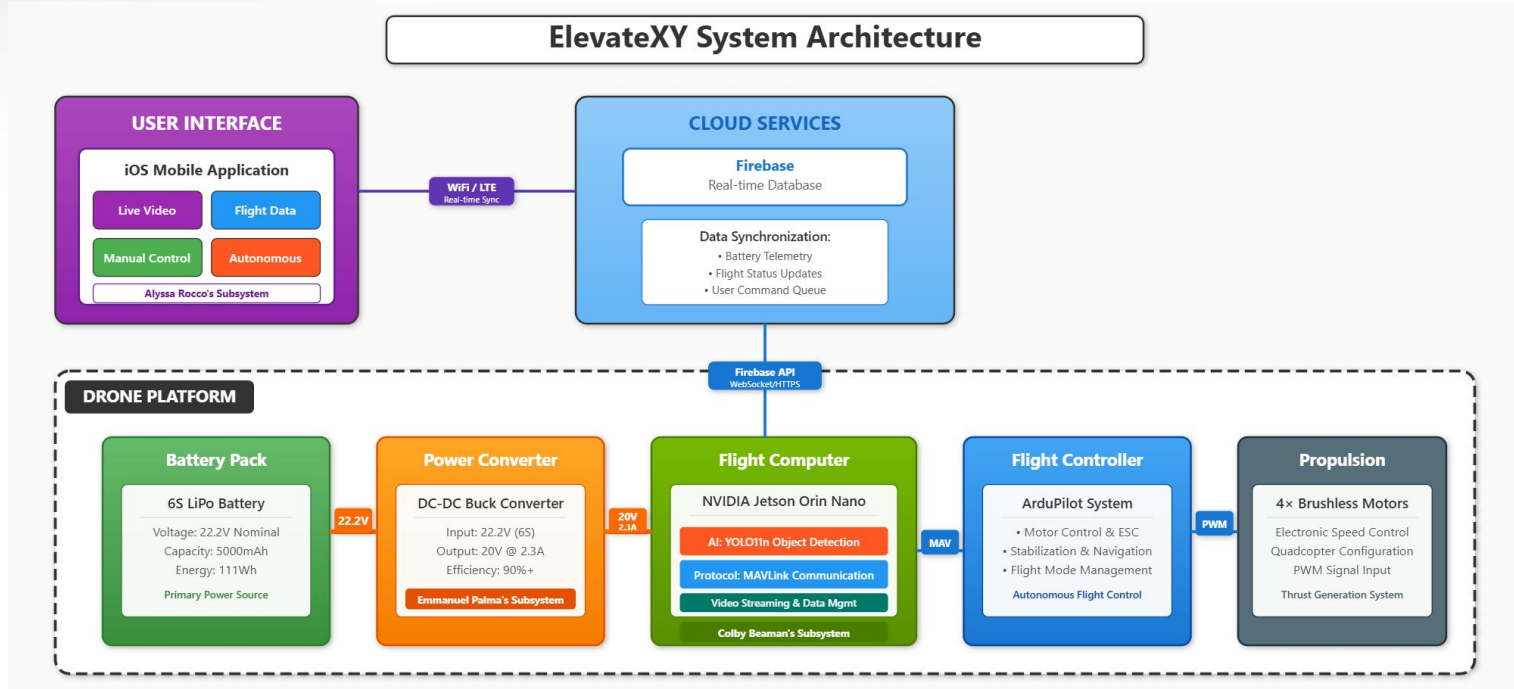 ElevateXY System Architecture
USER INTERFACE
iOS Mobile Application
Live Video
Flight Data
Manual Control
Autonomous
Alyssa Rocco's Subsystem
WiFi / LTE
Real-time Sync
CLOUD SERVICES
Firebase
Real-time Database
Data Synchronization:
• Battery Telemetry
• Flight Status Updates
• User Command Queue
Firebase API
WebSocket/HTTPS
DRONE PLATFORM
Battery Pack
6S LiPo Battery
Voltage: 22.2V Nominal
Capacity: 5000mAh
Energy: 111Wh
Primary Power Source
22.2V
Power Converter
DC-DC Buck Converter
Input: 22.2V (6S)
Output: 20V @ 2.3A
Efficiency: 90%+
Emmanuel Palma's Subsystem
20V
2.3A
Flight Computer
NVIDIA Jetson Orin Nano
AI: YOLO11n Object Detection
Protocol: MAVLink Communication
Video Streaming & Data Mgmt
Colby Beaman's Subsystem
MAV
Flight Controller
ArduPilot System
• Motor Control & ESC
• Stabilization & Navigation
• Flight Mode Management
Autonomous Flight Control
PWM
Propulsion
4× Brushless Motors
Electronic Speed Control
Quadcopter Configuration
PWM Signal Input
Thrust Generation System